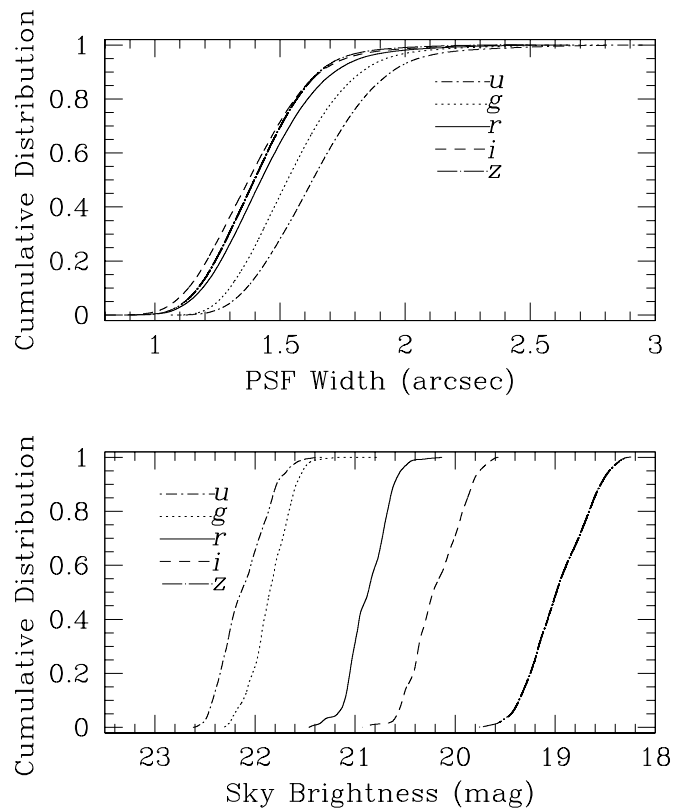 Cumulative Distribution
1
0.8
0.6
0.4
0.2
0
u
g
r
i
z
1
1.5
2
2.5
3
PSF Width (arcsec)
Cumulative Distribution
1
0.8
0.6
0.4
0.2
0
u
g
r
i
z
23
22
21
20
19
18
Sky Brightness (mag)